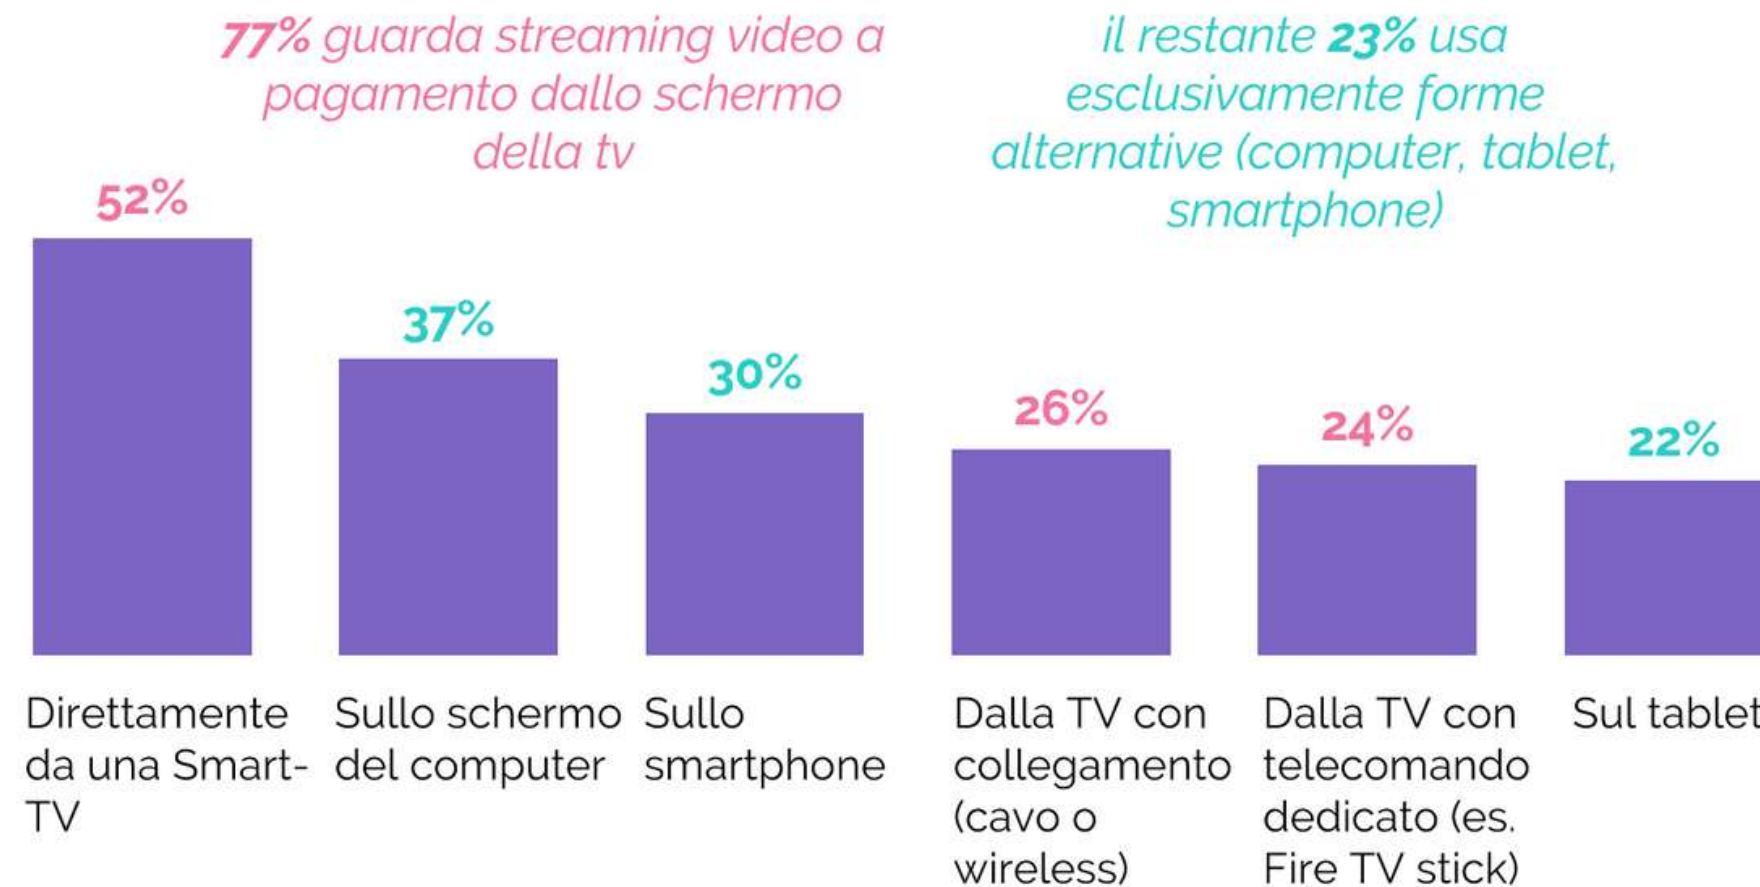 77% guarda streaming video a
pagamento dallo schermo
della tv
il restante 23% usa
esclusivamente forme
alternative (computer, tablet,
smartphone)
52%
37%
30%
26%
24%
22%
Direttamente
da una Smart-
TV
Sullo schermo
del computer
Sullo
smartphone
Dalla TV con
collegamento
(cavo o
wireless)
Dalla TV con
telecomando
dedicato (es.
Fire TV stick)
Sul tablet